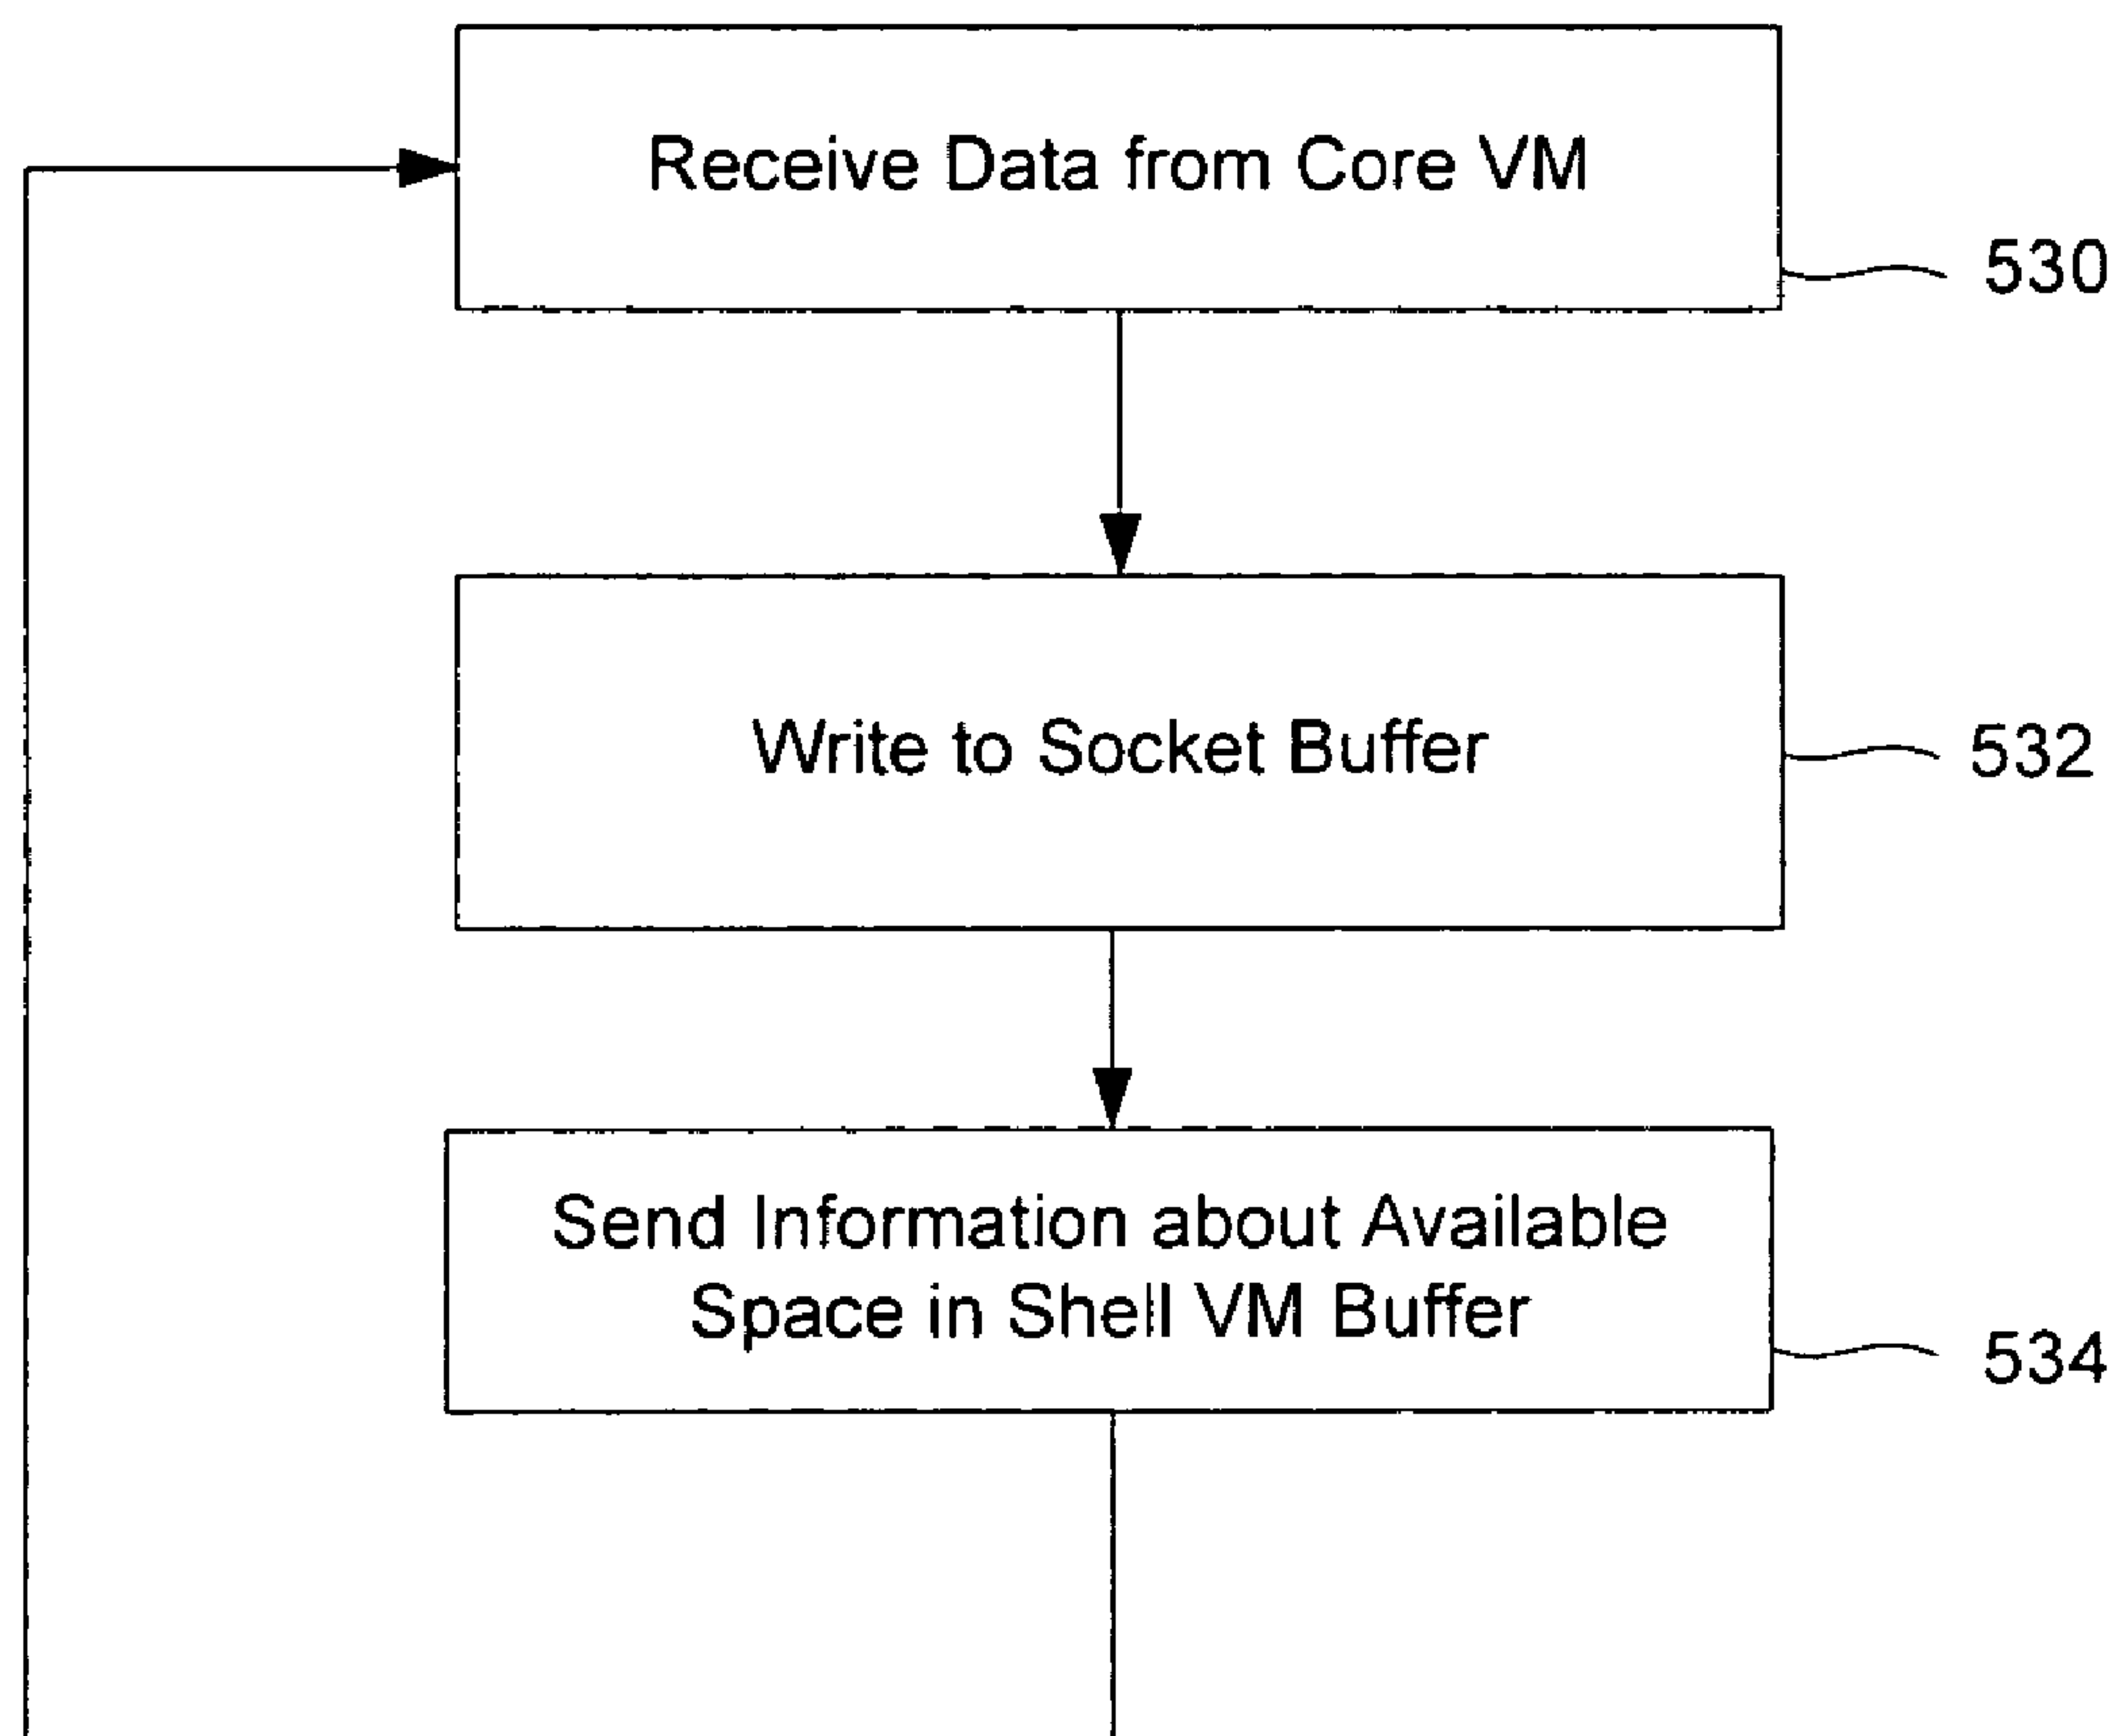 Receive Data from Core VM
530
Write to Socket Buffer
532
Send Information about Available
Space in Shell VM Buffer
534